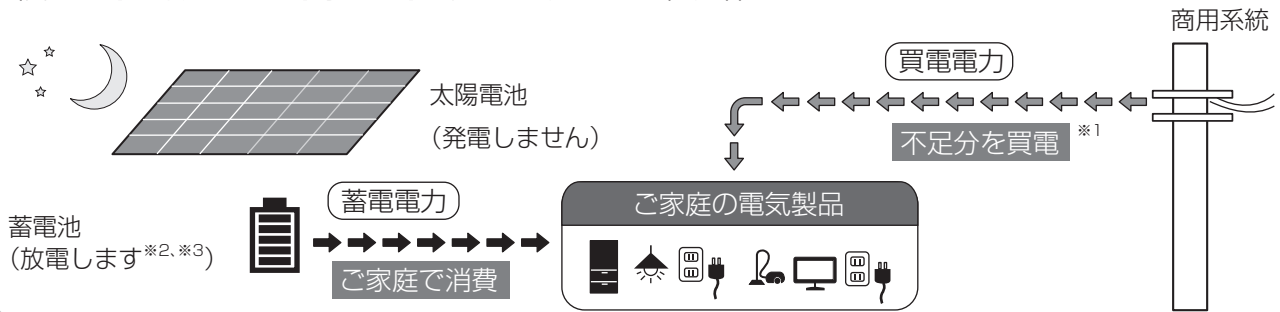 商用系統
買電電力
太陽電池
(発電しません)
不足分を買電 ※1
蓄電電力
ご家庭の電気製品
蓄電池
(放電します※2、※3)
ご家庭で消費